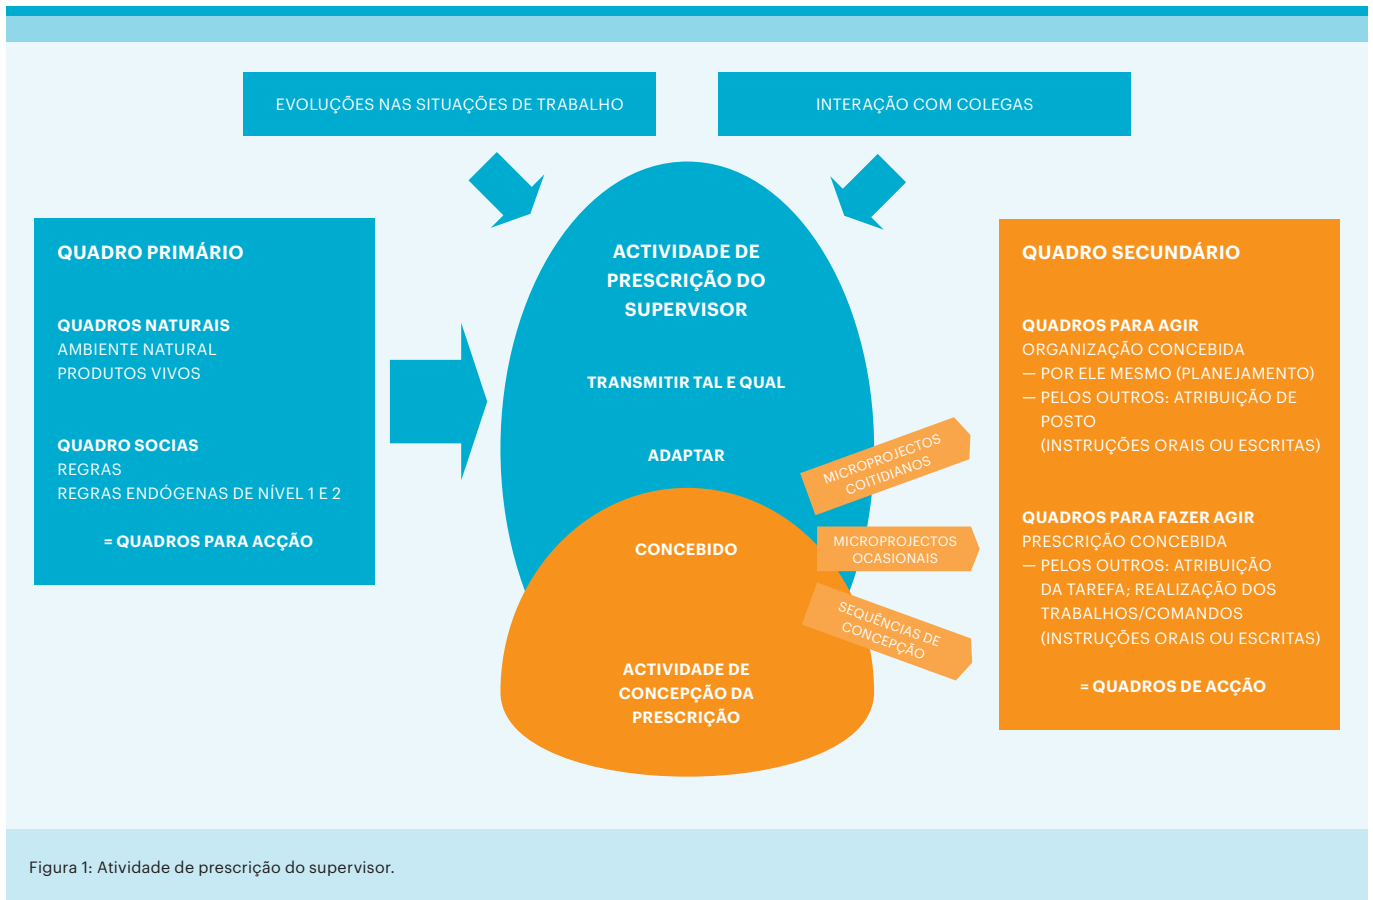 EVOLUÇÕES NAS SITUAÇÕES DE TRABALHO
INTERAÇÃO COM COLEGAS
QUADRO PRIMÁRIO
QUADROS NATURAIS
AMBIENTE NATURAL
PRODUTOS VIVOS
QUADRO SOCIAS
REGRAS
REGRAS ENDÓGENAS DE NÍVEL 1 E 2
= QUADROS PARA ACÇÃO
ACTIVIDADE DE
PRESCRIÇÃO DO
SUPERVISOR
TRANSMITIR TAL E QUAL
ADAPTAR
CONCEBIDO
ACTIVIDADE DE
CONCEPÇÃO DA
PRESCRIÇÃO
MICROPROJECTOS
COITIDIANOS
MICROPROJECTOS
OCASIONAIS
SEQUÊNCIAS DE
CONCEPÇÃO
QUADRO SECUNDÁRIO
QUADROS PARA AGIR
ORGANIZAÇÃO CONCEBIDA
— POR ELE MESMO (PLANEJAMENTO)
— PELOS OUTROS: ATRIBUIÇÃO DE
POSTO
(INSTRUÇÕES ORAIS OU ESCRITAS)
QUADROS PARA FAZER AGIR
PRESCRIÇÃO CONCEBIDA
— PELOS OUTROS: ATRIBUIÇÃO
DA TAREFA; REALIZAÇÃO DOS
TRABALHOS/COMANDOS
(INSTRUÇÕES ORAIS OU ESCRITAS)
= QUADROS DE ACÇÃO
Figura 1: Atividade de prescrição do supervisor.